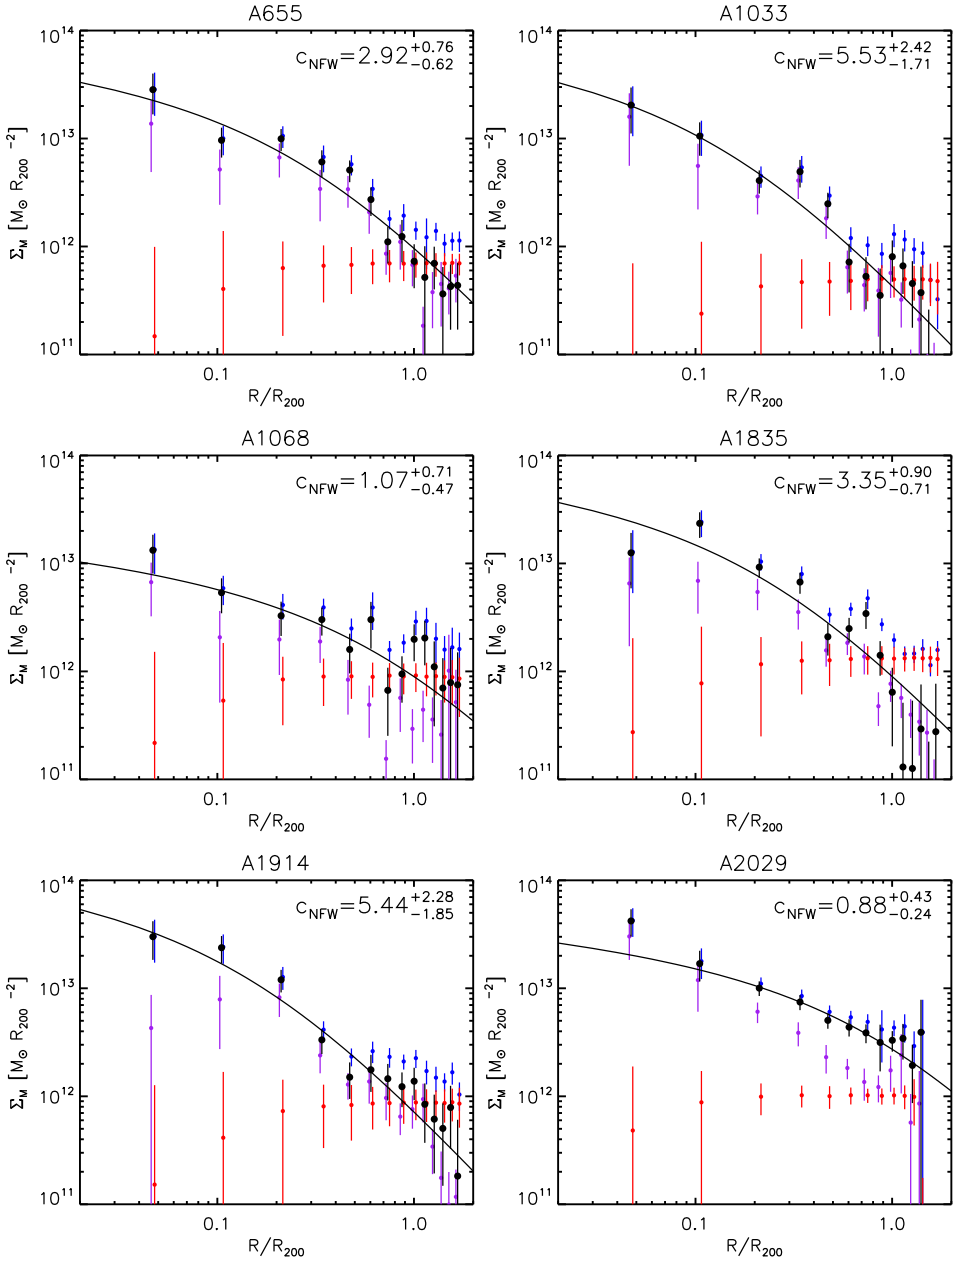 A655
c_NFW=2.92 +0.76 −0.62
10^14
10^13
10^12
10^11
Σ_M [M⊙ R_200^-2]
0.1 1.0
R/R_200
A1033
c_NFW=5.53 +2.42 −1.71
10^14
10^13
10^12
10^11
Σ_M [M⊙ R_200^-2]
0.1 1.0
R/R_200
A1068
c_NFW=1.07 +0.71 −0.47
10^14
10^13
10^12
10^11
Σ_M [M⊙ R_200^-2]
0.1 1.0
R/R_200
A1835
c_NFW=3.35 +0.90 −0.71
10^14
10^13
10^12
10^11
Σ_M [M⊙ R_200^-2]
0.1 1.0
R/R_200
A1914
c_NFW=5.44 +2.28 −1.85
10^14
10^13
10^12
10^11
Σ_M [M⊙ R_200^-2]
0.1 1.0
R/R_200
A2029
c_NFW=0.88 +0.43 −0.24
10^14
10^13
10^12
10^11
Σ_M [M⊙ R_200^-2]
0.1 1.0
R/R_200